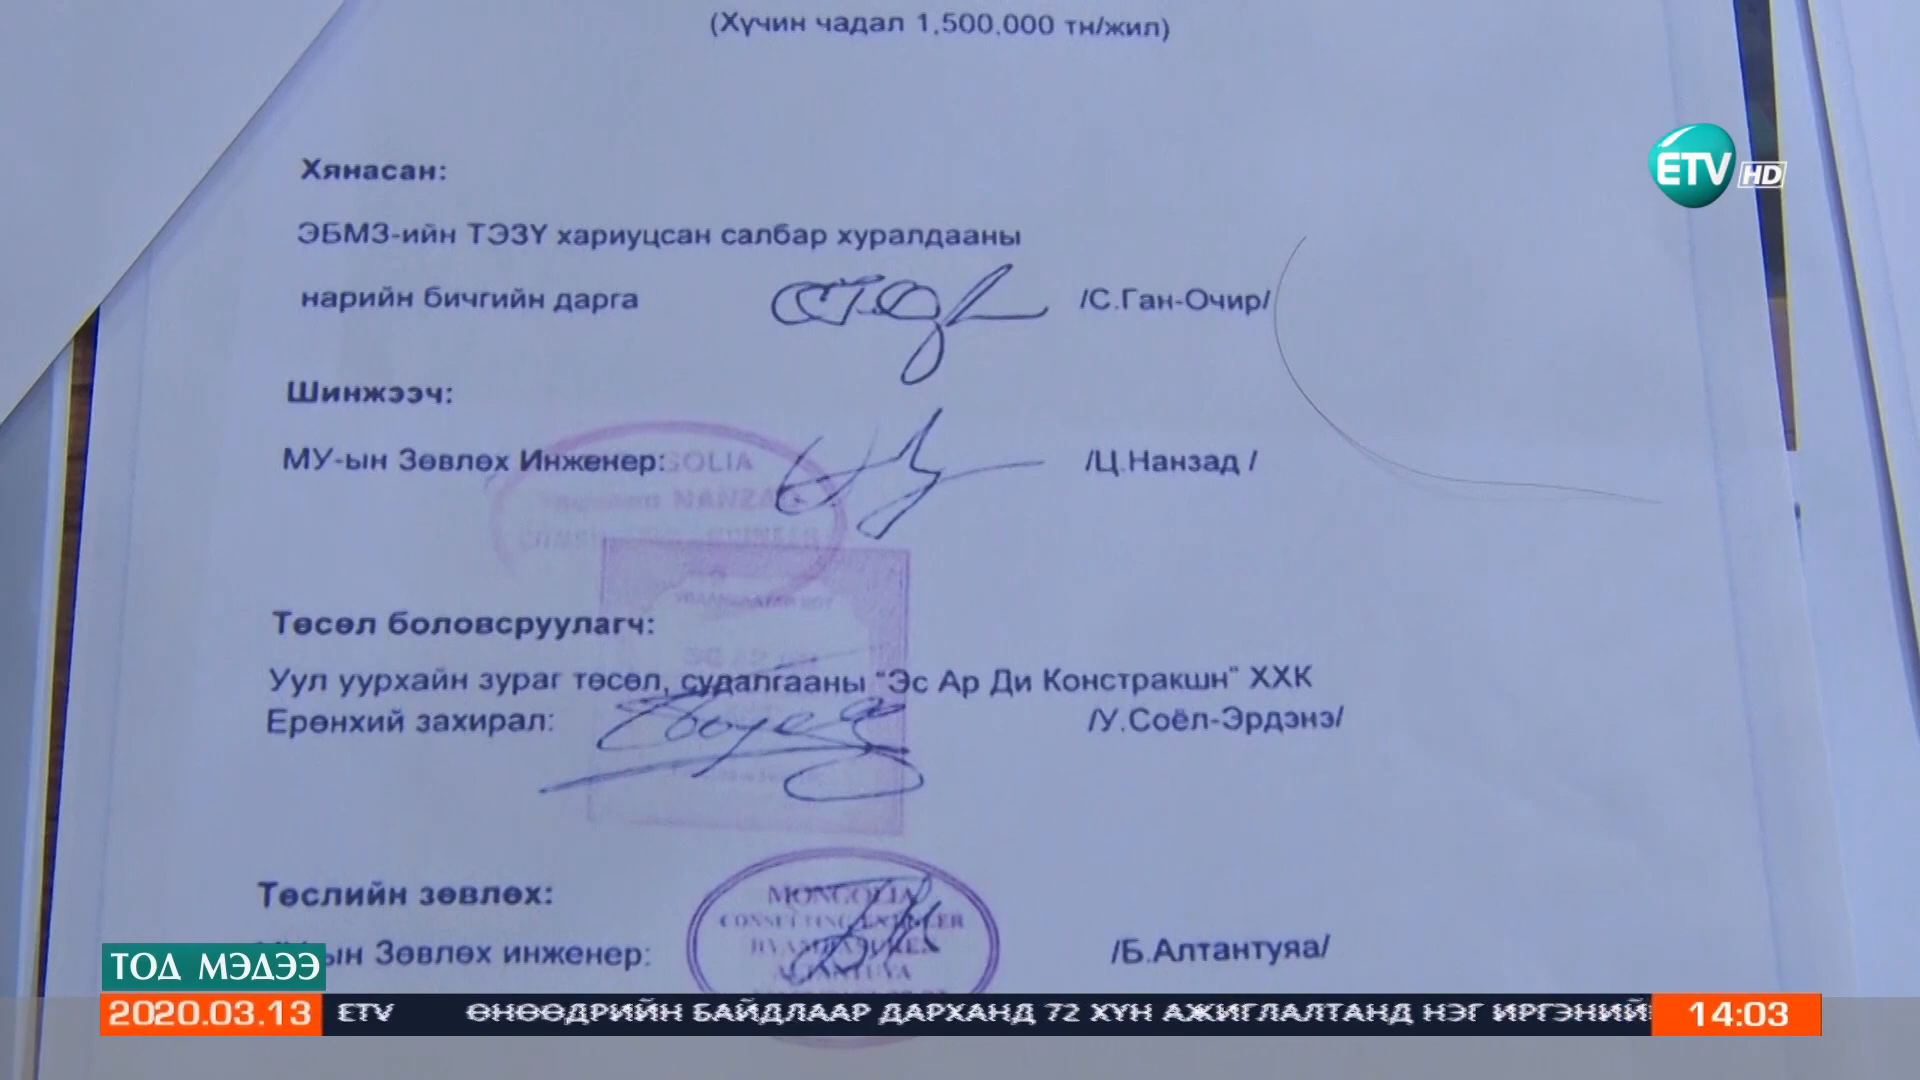 (Хүчин чадал 1,500,000 тн/жил)
ETV HD
Хянасан:
ЭБМЗ-ийн ТЭЗҮ хариуцсан салбар хуралдааны
нарийн бичгийн дарга /С.Ган-Очир/
Шинжээч:
МУ-ын Зөвлөх Инженер: /Ц.Нанзад /
NANZAD
Төсөл боловсруулагч:
Уул уурхайн зураг төсөл, судалгааны "Эс Ар Ди Констракшн" ХХК
Ерөнхий захирал: /У.Соёл-Эрдэнэ/
Төслийн зөвлөх:
MONGOLIA
ALTANTUYA
-ын Зөвлөх инженер: /Б.Алтантуяа/
ТОД МЭДЭЭ
2020.03.13 ETV ӨНӨӨДРИЙН БАЙДЛААР ДАРХАНД 72 ХҮН АЖИГЛАЛТАНД НЭГ ИРГЭНИЙ 14:03